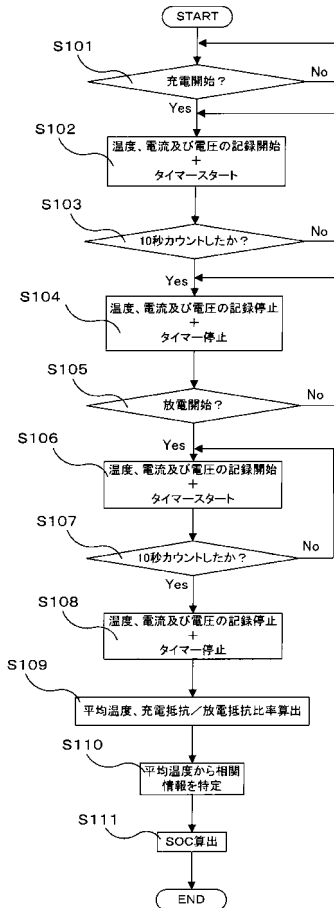 START
S101
充電開始？
No
Yes
S102
温度、電流及び電圧の記録開始
＋
タイマースタート
S103
10秒カウントしたか？
No
Yes
S104
温度、電流及び電圧の記録停止
＋
タイマー停止
S105
放電開始？
No
Yes
S106
温度、電流及び電圧の記録開始
＋
タイマースタート
S107
10秒カウントしたか？
No
Yes
S108
温度、電流及び電圧の記録停止
＋
タイマー停止
S109
平均温度、充電抵抗／放電抵抗比率算出
S110
平均温度から相関
情報を特定
S111
SOC算出
END